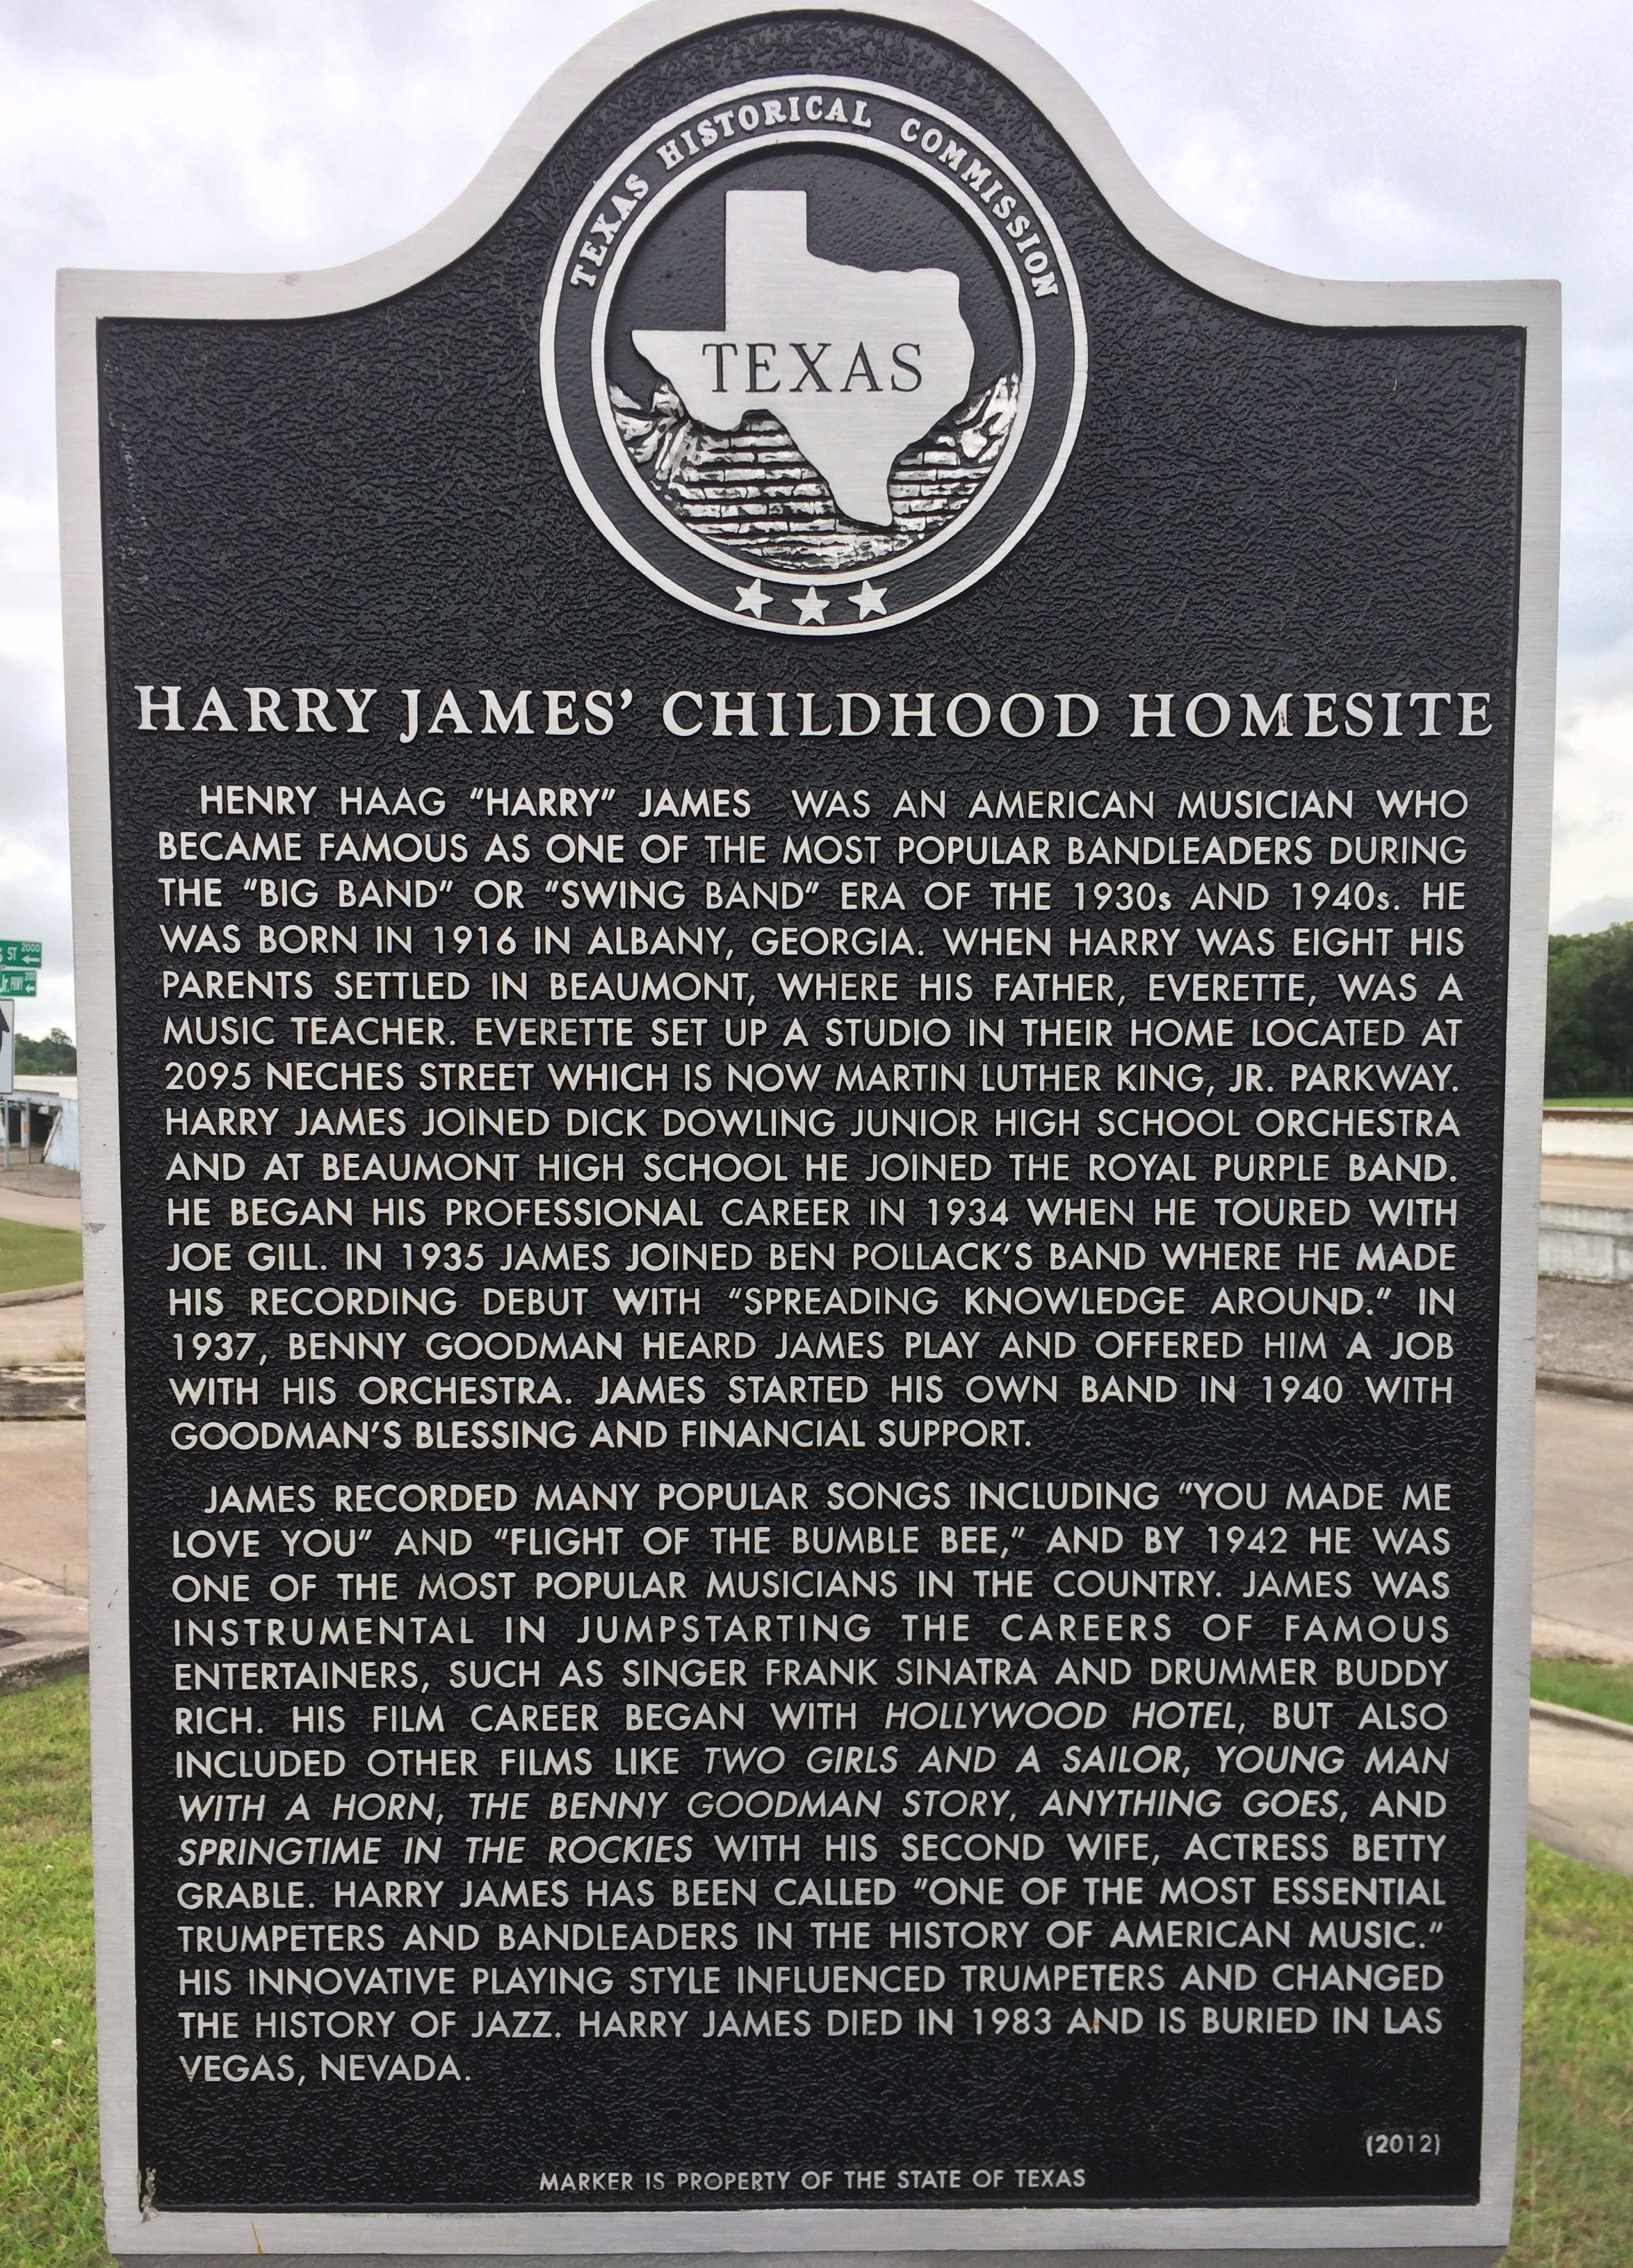 TEXAS HISTORICAL COMMISSION
TEXAS
HARRY JAMES' CHILDHOOD HOMESITE
HENRY HAAG "HARRY" JAMES WAS AN AMERICAN MUSICIAN WHO
BECAME FAMOUS AS ONE OF THE MOST POPULAR BANDLEADERS DURING
THE "BIG BAND" OR "SWING BAND" ERA OF THE 1930s AND 1940s. HE
WAS BORN IN 1916 IN ALBANY, GEORGIA. WHEN HARRY WAS EIGHT HIS
PARENTS SETTLED IN BEAUMONT, WHERE HIS FATHER, EVERETTE, WAS A
MUSIC TEACHER. EVERETTE SET UP A STUDIO IN THEIR HOME LOCATED AT
2095 NECHES STREET WHICH IS NOW MARTIN LUTHER KING, JR. PARKWAY.
HARRY JAMES JOINED DICK DOWLING JUNIOR HIGH SCHOOL ORCHESTRA
AND AT BEAUMONT HIGH SCHOOL HE JOINED THE ROYAL PURPLE BAND.
HE BEGAN HIS PROFESSIONAL CAREER IN 1934 WHEN HE TOURED WITH
JOE GILL. IN 1935 JAMES JOINED BEN POLLACK'S BAND WHERE HE MADE
HIS RECORDING DEBUT WITH "SPREADING KNOWLEDGE AROUND." IN
1937, BENNY GOODMAN HEARD JAMES PLAY AND OFFERED HIM A JOB
WITH HIS ORCHESTRA. JAMES STARTED HIS OWN BAND IN 1940 WITH
GOODMAN'S BLESSING AND FINANCIAL SUPPORT.
JAMES RECORDED MANY POPULAR SONGS INCLUDING "YOU MADE ME
LOVE YOU" AND "FLIGHT OF THE BUMBLE BEE," AND BY 1942 HE WAS
ONE OF THE MOST POPULAR MUSICIANS IN THE COUNTRY. JAMES WAS
INSTRUMENTAL IN JUMPSTARTING THE CAREERS OF FAMOUS
ENTERTAINERS, SUCH AS SINGER FRANK SINATRA AND DRUMMER BUDDY
RICH. HIS FILM CAREER BEGAN WITH HOLLYWOOD HOTEL, BUT ALSO
INCLUDED OTHER FILMS LIKE TWO GIRLS AND A SAILOR, YOUNG MAN
WITH A HORN, THE BENNY GOODMAN STORY, ANYTHING GOES, AND
SPRINGTIME IN THE ROCKIES WITH HIS SECOND WIFE, ACTRESS BETTY
GRABLE. HARRY JAMES HAS BEEN CALLED "ONE OF THE MOST ESSENTIAL
TRUMPETERS AND BANDLEADERS IN THE HISTORY OF AMERICAN MUSIC."
HIS INNOVATIVE PLAYING STYLE INFLUENCED TRUMPETERS AND CHANGED
THE HISTORY OF JAZZ. HARRY JAMES DIED IN 1983 AND IS BURIED IN LAS
VEGAS, NEVADA.
(2012)
MARKER IS PROPERTY OF THE STATE OF TEXAS
ST 2000
Jr. PKWY